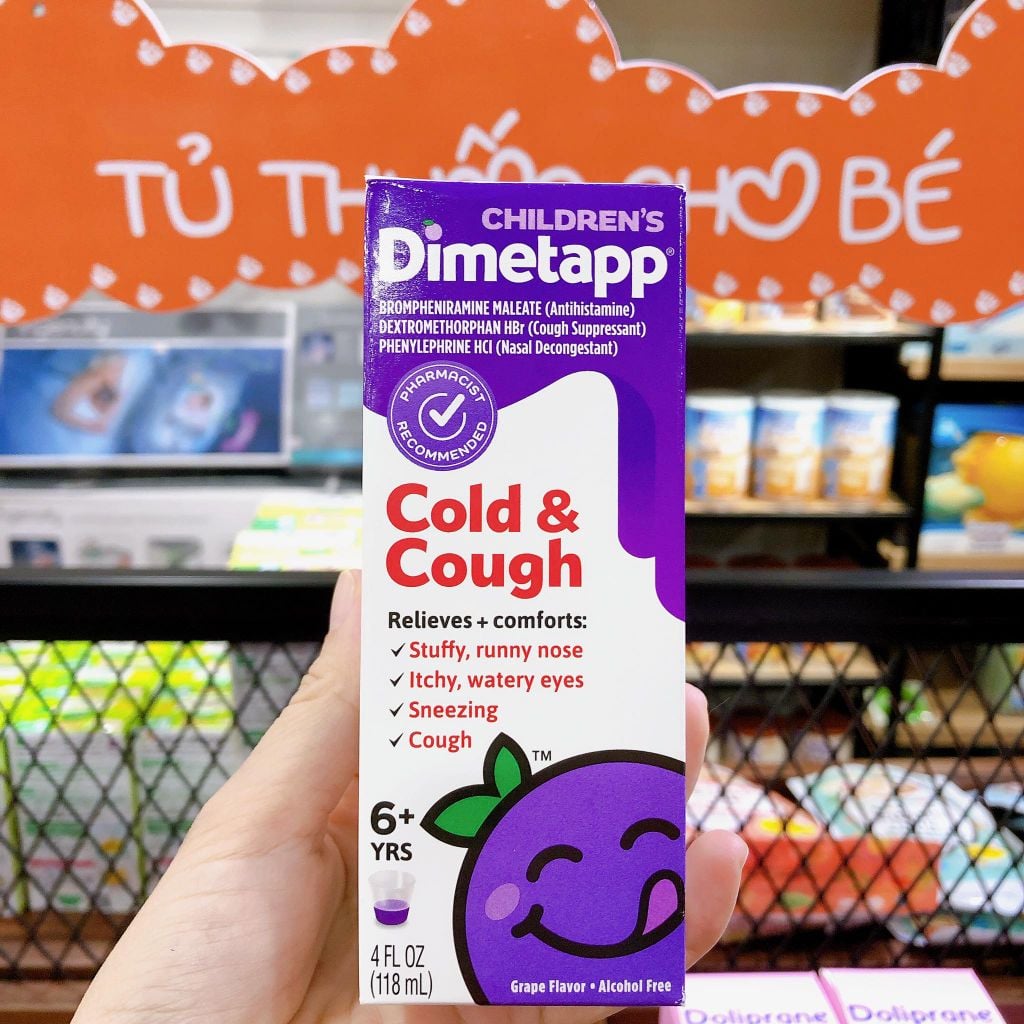 TỦ THUỐC CHO BÉ
CHILDREN'S
Dimetapp®
BROMPHENIRAMINE MALEATE (Antihistamine)
DEXTROMETHORPHAN HBr (Cough Suppressant)
PHENYLEPHRINE HCl (Nasal Decongestant)
PHARMACIST
RECOMMENDED
Cold &
Cough
Relieves + comforts:
✓ Stuffy, runny nose
✓ Itchy, watery eyes
✓ Sneezing
✓ Cough
TM
6+
YRS
4 FL OZ
(118 mL)
Grape Flavor • Alcohol Free
Doliprane
Doliprane